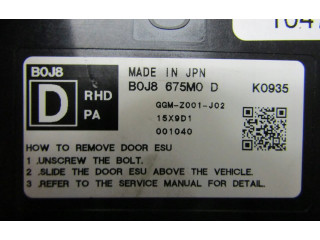 1047
B0J8
D
RHD
PA
MADE IN JPN
B0J8 675M0 D K0935
GGM-Z001-J02
15X9D1
001040
HOW TO REMOVE DOOR ESU
1 .UNSCREW THE BOLT.
2 .SLIDE THE DOOR ESU ABOVE THE VEHICLE.
3 .REFER TO THE SERVICE MANUAL FOR DETAIL.